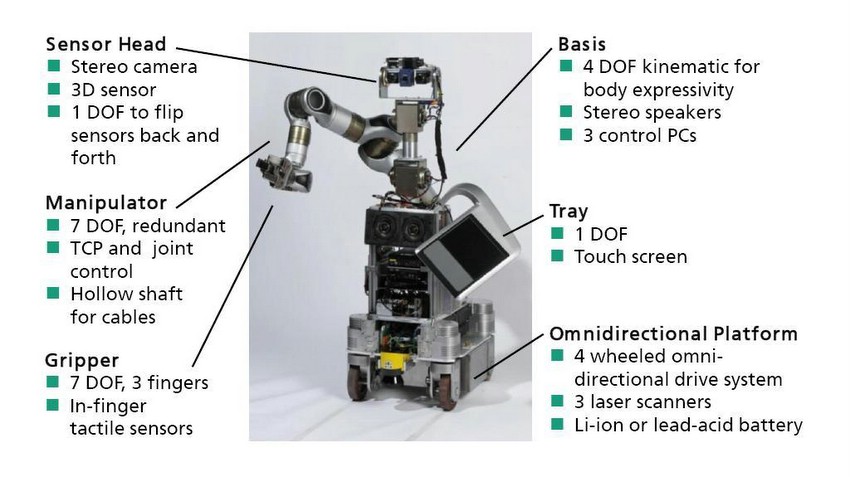 Sensor Head
Stereo camera
3D sensor
1 DOF to flip
sensors back and
forth
Manipulator
7 DOF, redundant
TCP and joint
control
Hollow shaft
for cables
Gripper
7 DOF, 3 fingers
In-finger
tactile sensors
Basis
4 DOF kinematic for
body expressivity
Stereo speakers
3 control PCs
Tray
1 DOF
Touch screen
Omnidirectional Platform
4 wheeled omni-
directional drive system
3 laser scanners
Li-ion or lead-acid battery